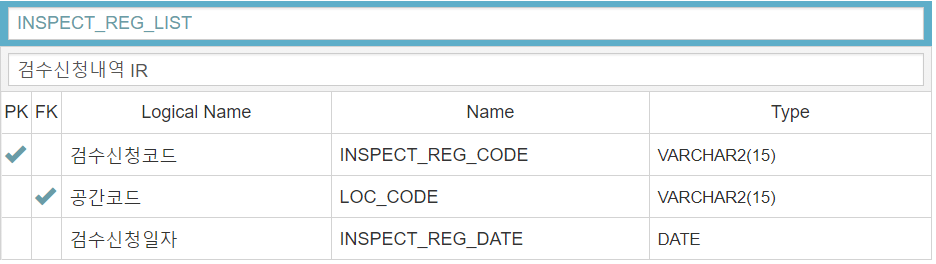 INSPECT_REG_LIST
검수신청내역 IR
PK FK Logical Name Name Type
검수신청코드 INSPECT_REG_CODE VARCHAR2(15)
공간코드 LOC_CODE VARCHAR2(15)
검수신청일자 INSPECT_REG_DATE DATE